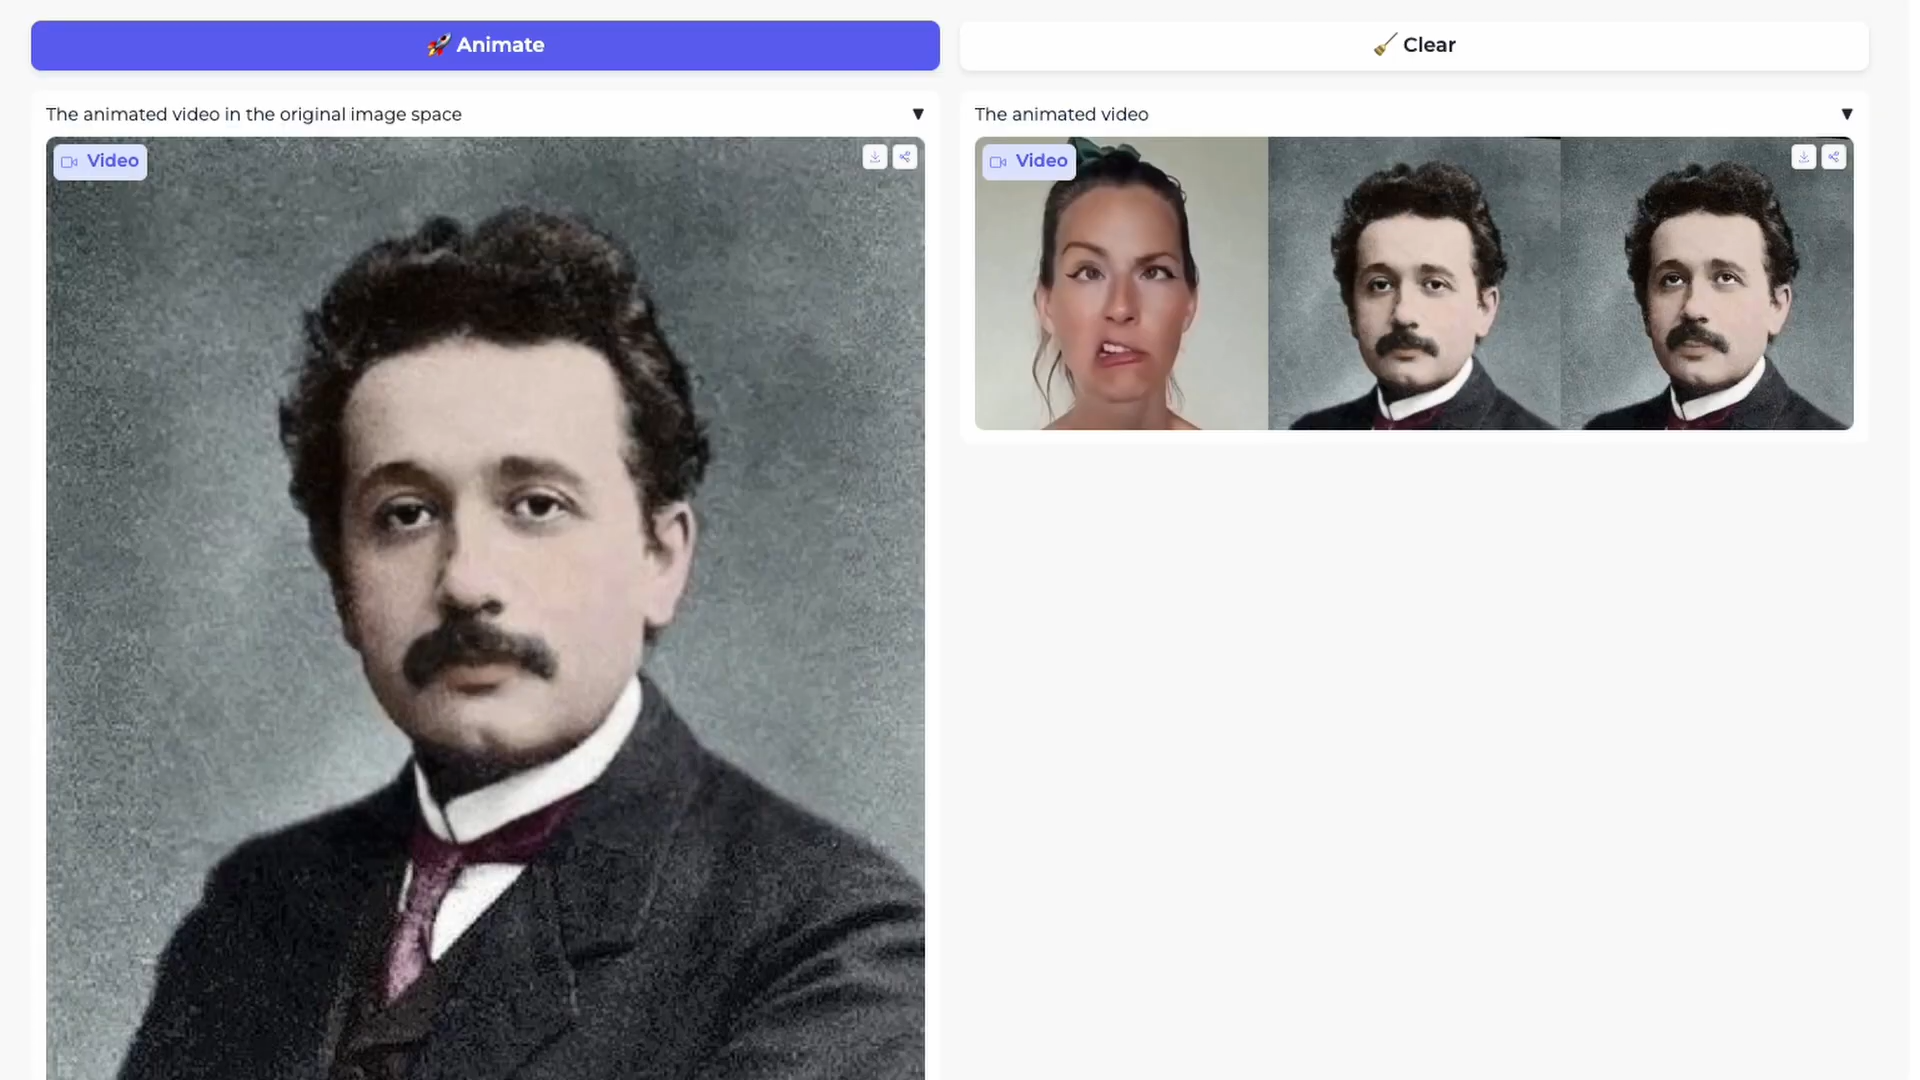 🚀 Animate
🧹 Clear
The animated video in the original image space ▼
Video
The animated video ▼
Video